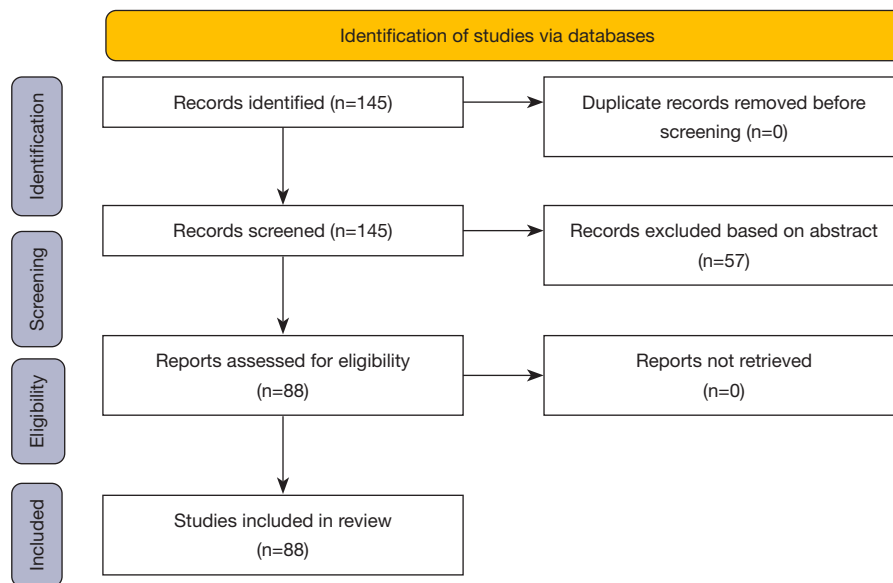 Identification of studies via databases
Identification
Records identified (n=145)
Duplicate records removed before
screening (n=0)
Screening
Records screened (n=145)
Records excluded based on abstract
(n=57)
Eligibility
Reports assessed for eligibility
(n=88)
Reports not retrieved
(n=0)
Included
Studies included in review
(n=88)